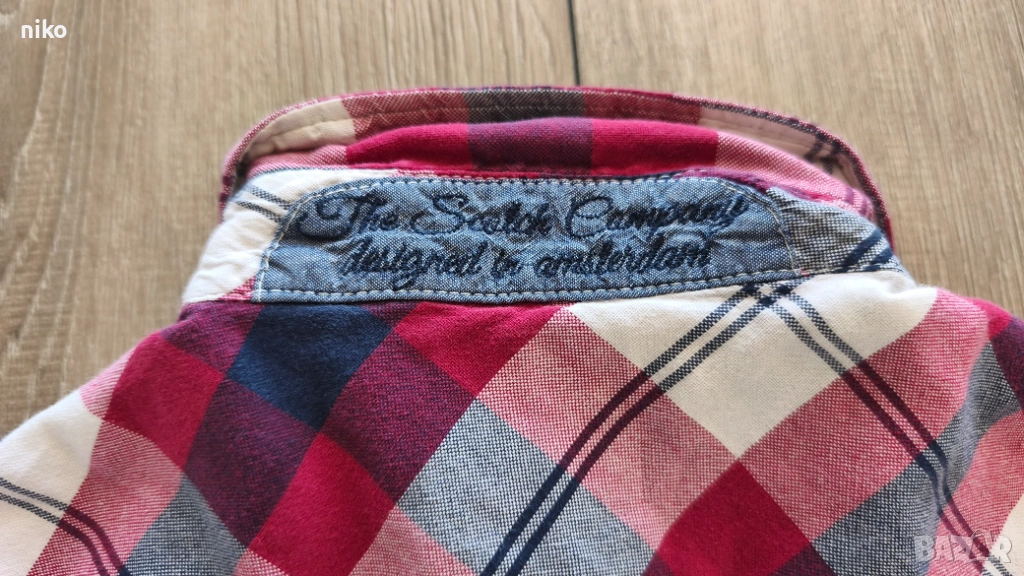 niko
The Scotch Company
designed in amsterdam
BAZAR